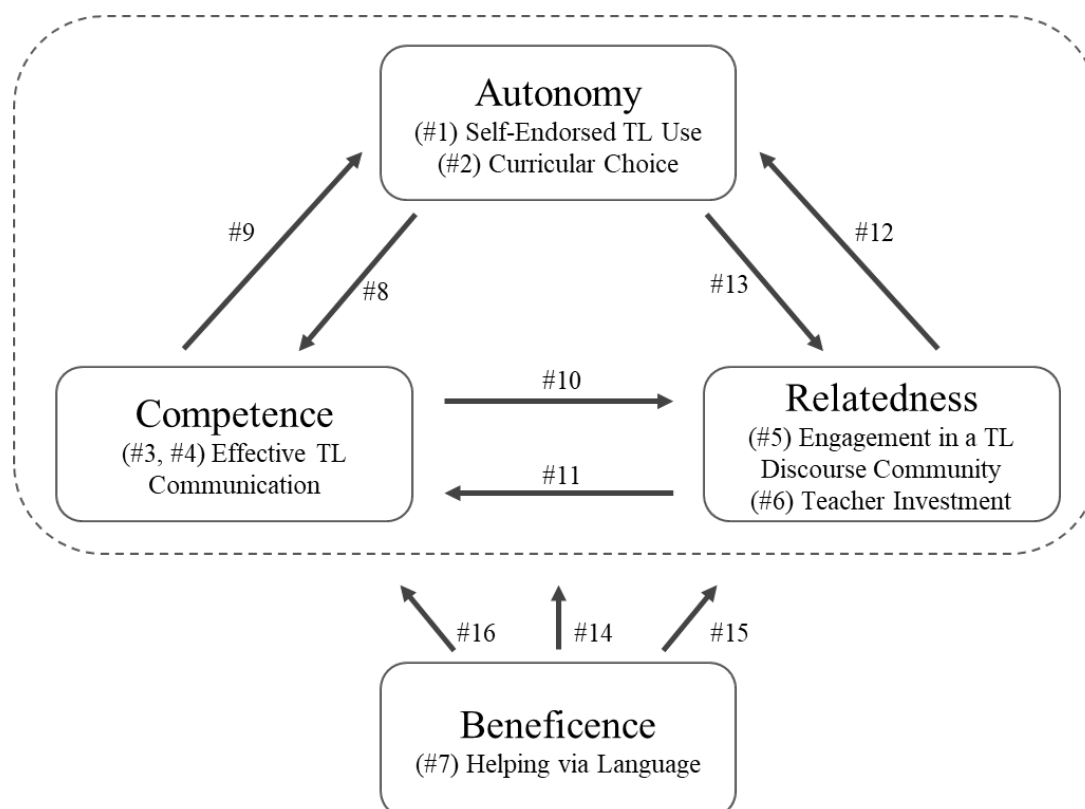 Autonomy
(#1) Self-Endorsed TL Use
(#2) Curricular Choice
#9
#12
#8
#13
Competence
(#3, #4) Effective TL
Communication
#10
#11
Relatedness
(#5) Engagement in a TL
Discourse Community
(#6) Teacher Investment
#16
#14
#15
Beneficence
(#7) Helping via Language